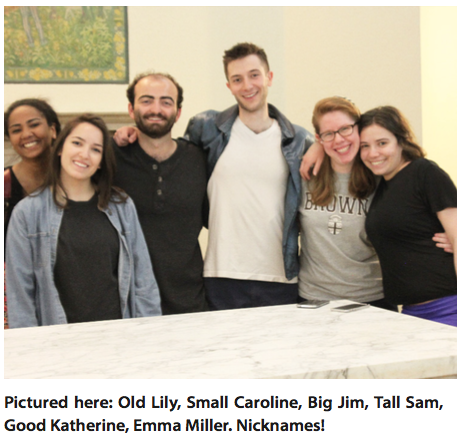 BROWN
Pictured here: Old Lily, Small Caroline, Big Jim, Tall Sam,
Good Katherine, Emma Miller. Nicknames!